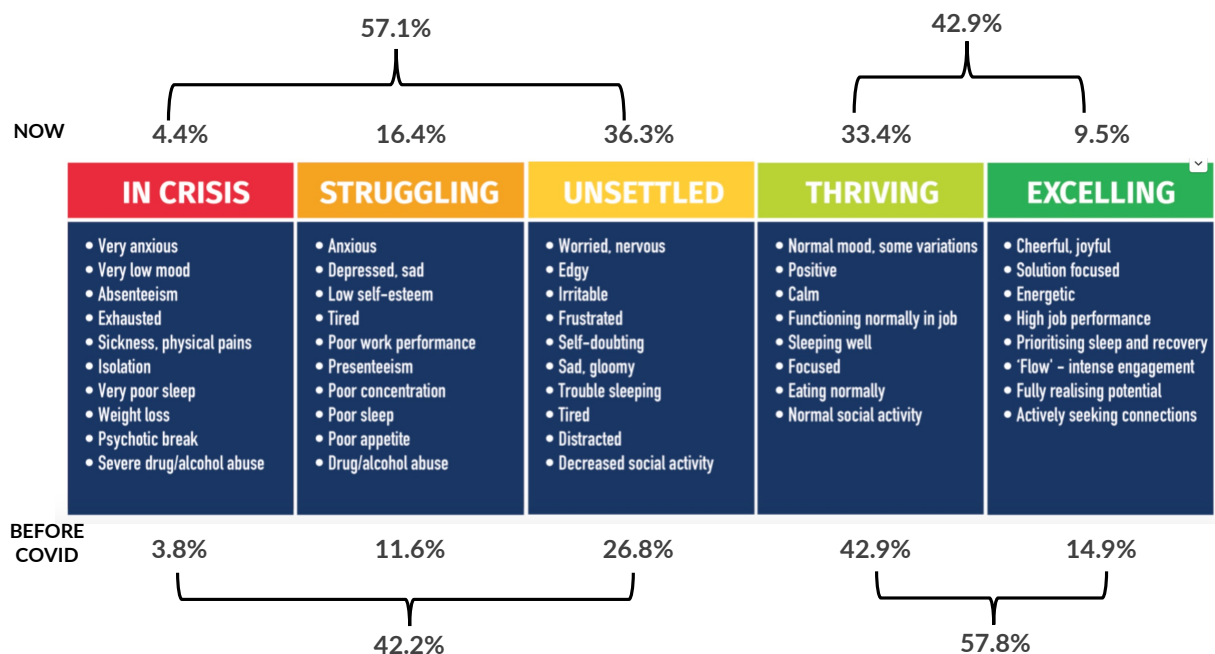 57.1%
42.9%
NOW
4.4%
16.4%
36.3%
33.4%
9.5%
IN CRISIS
STRUGGLING
UNSETTLED
THRIVING
EXCELLING
• Very anxious
• Very low mood
• Absenteeism
• Exhausted
• Sickness, physical pains
• Isolation
• Very poor sleep
• Weight loss
• Psychotic break
• Severe drug/alcohol abuse
• Anxious
• Depressed, sad
• Low self-esteem
• Tired
• Poor work performance
• Presenteeism
• Poor concentration
• Poor sleep
• Poor appetite
• Drug/alcohol abuse
• Worried, nervous
• Edgy
• Irritable
• Frustrated
• Self-doubting
• Sad, gloomy
• Trouble sleeping
• Tired
• Distracted
• Decreased social activity
• Normal mood, some variations
• Positive
• Calm
• Functioning normally in job
• Sleeping well
• Focused
• Eating normally
• Normal social activity
• Cheerful, joyful
• Solution focused
• Energetic
• High job performance
• Prioritising sleep and recovery
• ‘Flow’ – intense engagement
• Fully realising potential
• Actively seeking connections
BEFORE
COVID
3.8%
11.6%
26.8%
42.9%
14.9%
42.2%
57.8%